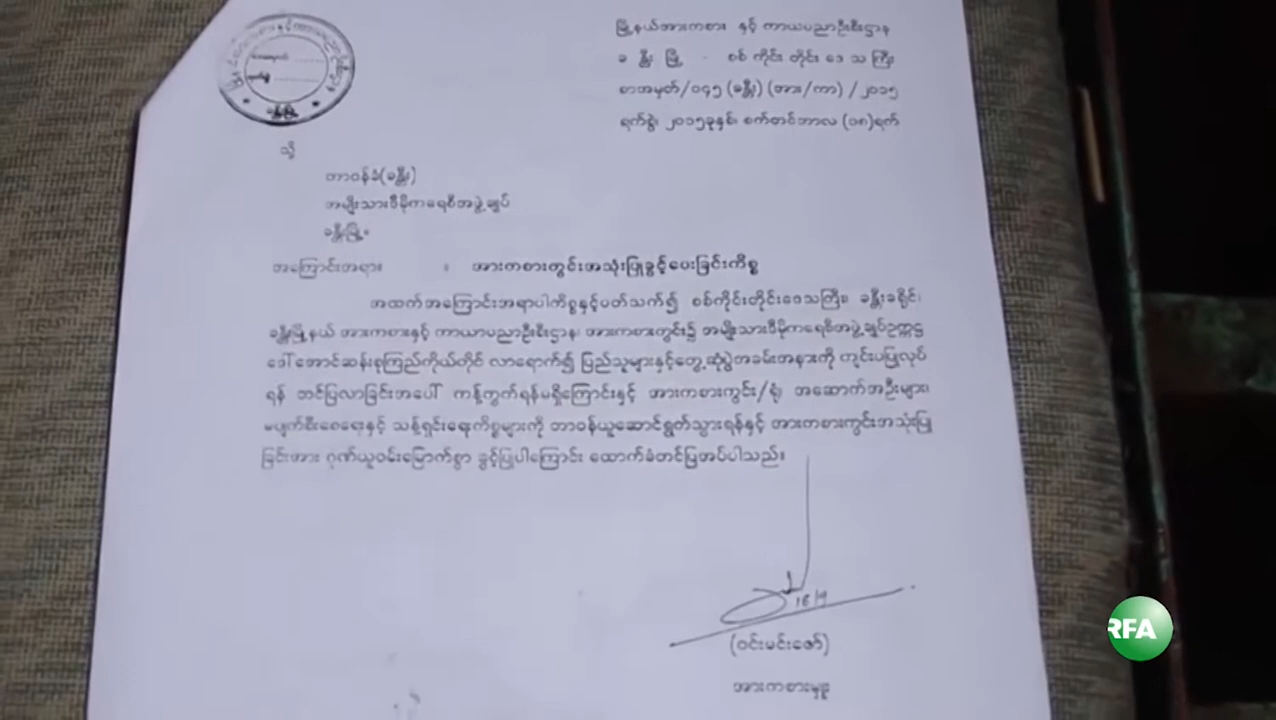 မြို့နယ်အားကစား နှင့် ကာယပညာဦးစီးဌာန
ခ န္တီး မြို့ - စစ် ကိုင်း တိုင်း ဒေ သ ကြီး
စာအမှတ်/၀၄၅ (ခန္တီး) (အား/ကာ) / ၂၀၁၅
ရက်စွဲ၊ ၂၀၁၅ခုနှစ်၊ စက်တင်ဘာလ (၁၈)ရက်
သို့
တာဝန်ခံ(ခန္တီး)
အမျိုးသားဒီမိုကရေစီအဖွဲ့ချုပ်
ခန္တီးမြို့။
အကြောင်းအရာ။ ။ အားကစားကွင်းအသုံးပြုခွင့်ပေးခြင်းကိစ္စ
အထက်အကြောင်းအရာပါကိစ္စနှင့်ပတ်သက်၍ စစ်ကိုင်းတိုင်းဒေသကြီး၊ ခန္တီးခရိုင်၊
ခန္တီးမြို့နယ် အားကစားနှင့် ကာယာပညာဦးစီးဌာန၊ အားကစားကွင်း၌ အမျိုးသားဒီမိုကရေစီအဖွဲ့ချုပ်ဥက္ကဋ္ဌ
ဒေါ်အောင်ဆန်းစုကြည်ကိုယ်တိုင် လာရောက်၍ ပြည်သူများနှင့်တွေ့ဆုံပွဲအခမ်းအနားကို ကျင်းပပြုလုပ်
ရန် တင်ပြလာခြင်းအပေါ် ကန့်ကွက်ရန်မရှိကြောင်းနှင့် အားကစားကွင်း/ရုံ၊ အဆောက်အဦးများ၊
မပျက်စီးစေရေးနှင့် သန့်ရှင်းရေးကိစ္စများကို တာဝန်ယူဆောင်ရွက်သွားရန်နှင့် အားကစားကွင်းအသုံးပြု
ခြင်းအား ဂုဏ်ယူဝမ်းမြောက်စွာ ခွင့်ပြုပါကြောင်း ထောက်ခံတင်ပြအပ်ပါသည်။
18/9
(ဝင်းမင်းဇော်)
အားကစားမှူး
RFA